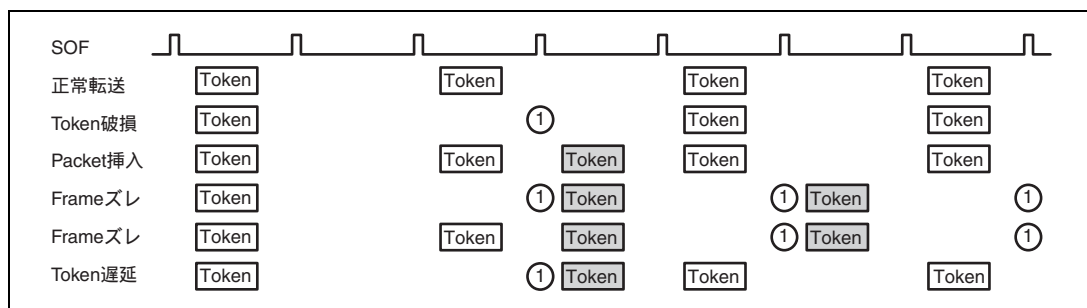 SOF
正常転送 Token Token Token Token
Token破損 Token 1 Token Token
Packet挿入 Token Token Token Token Token
Frameズレ Token 1 Token 1 Token 1
Frameズレ Token Token Token 1 Token 1
Token遅延 Token 1 Token Token Token